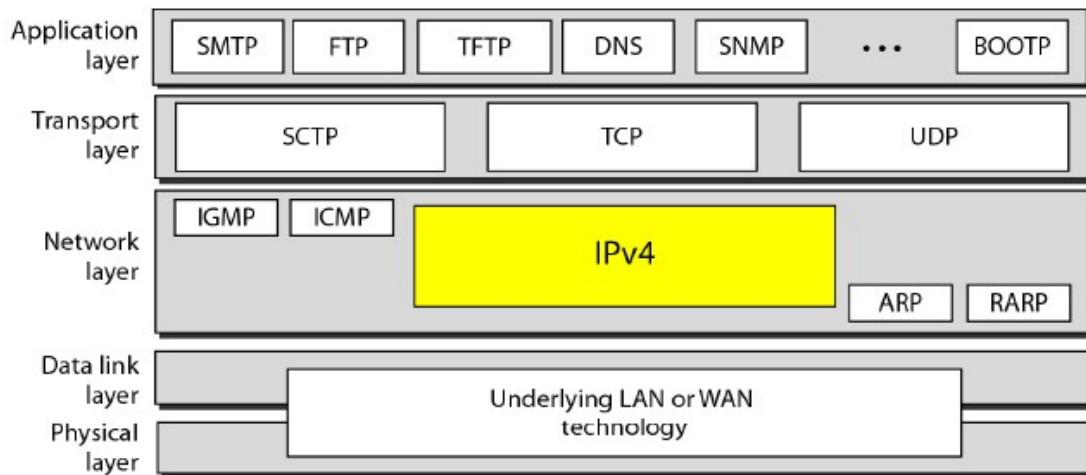 Application
layer
SMTP FTP TFTP DNS SNMP ... BOOTP
Transport
layer
SCTP TCP UDP
Network
layer
IGMP ICMP
IPv4
ARP RARP
Data link
layer
Physical
layer
Underlying LAN or WAN
technology